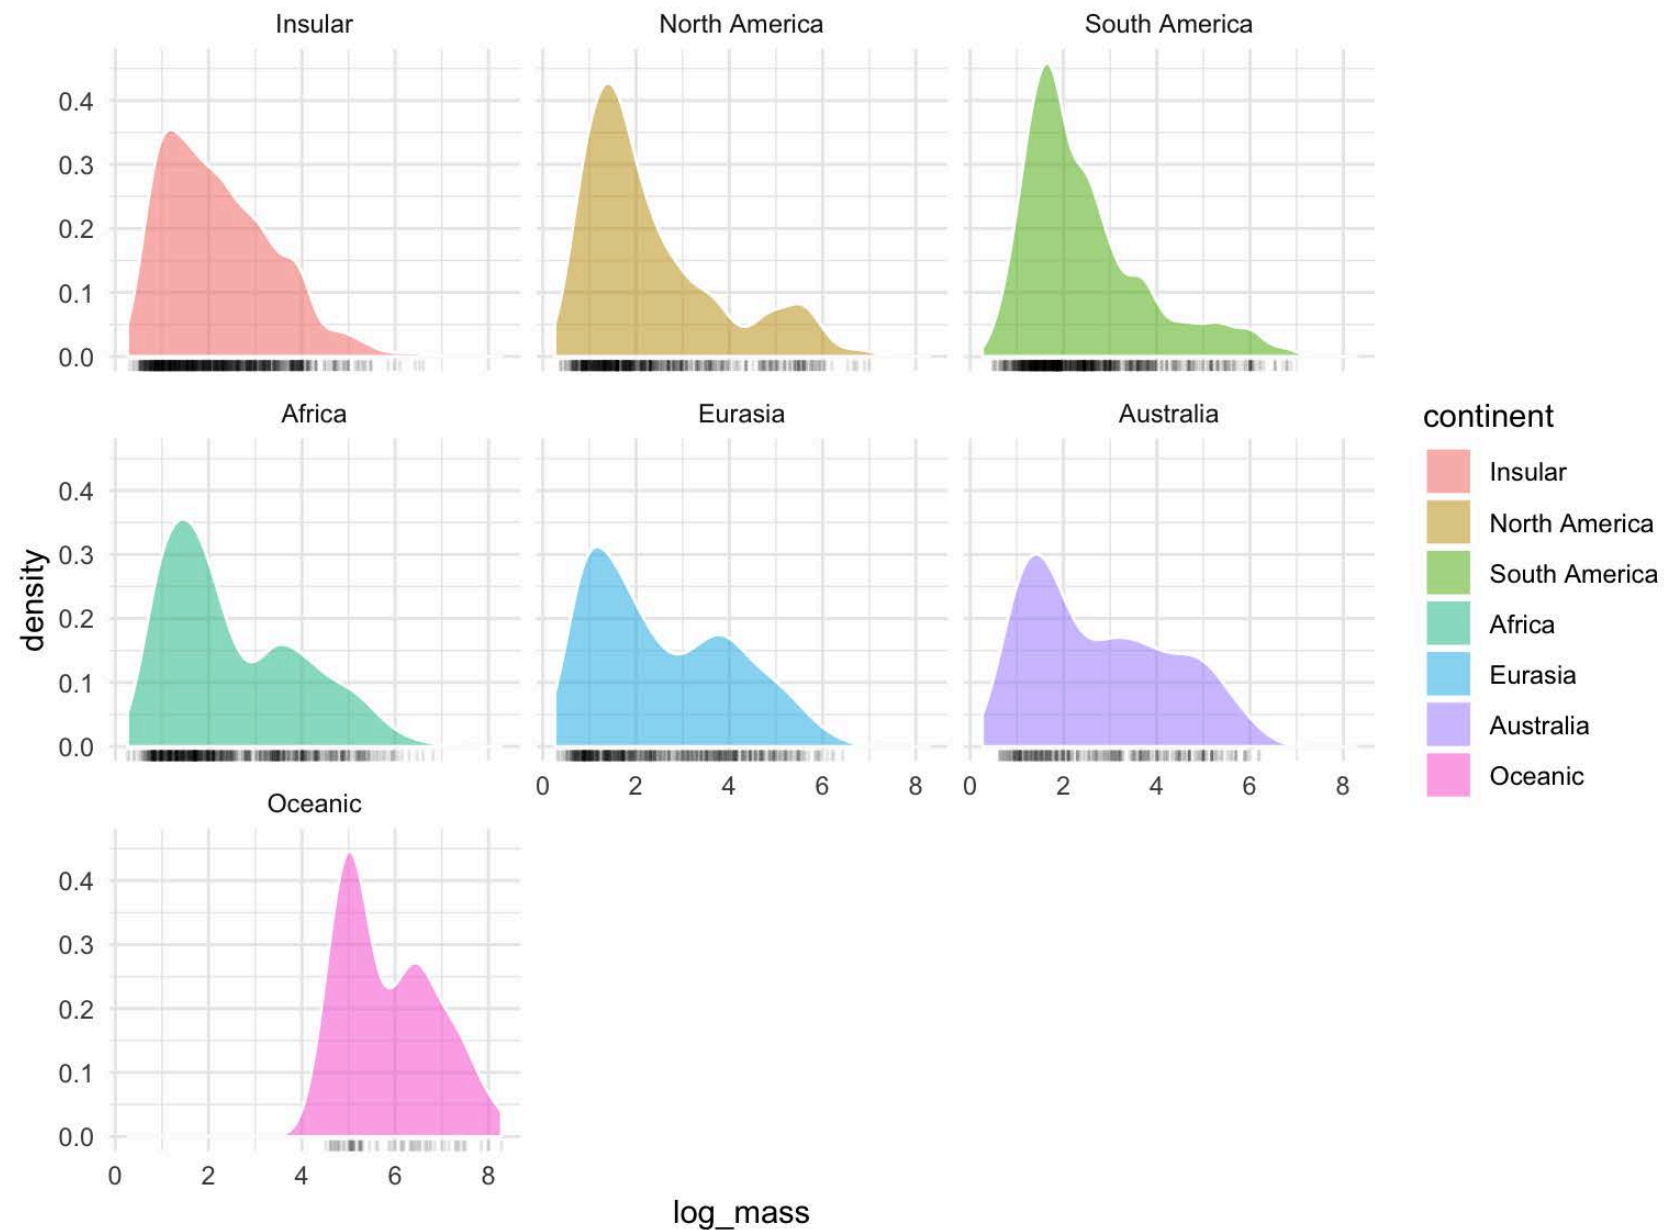 Insular
North America
South America
0.4
0.3
0.2
0.1
0.0
Africa
Eurasia
Australia
0.4
0.3
0.2
0.1
0.0
0 2 4 6 8
0 2 4 6 8
Oceanic
0.4
0.3
0.2
0.1
0.0
0 2 4 6 8
density
log_mass
continent
Insular
North America
South America
Africa
Eurasia
Australia
Oceanic